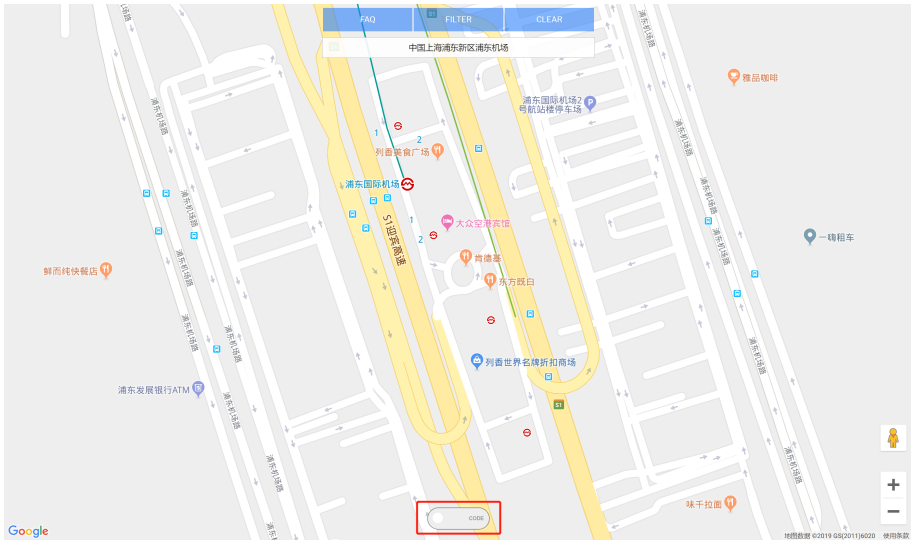 FAQ
FILTER
CLEAR
中国上海浦东新区浦东机场
浦东机场路
浦东机场路
浦东机场路
雅品咖啡
浦东国际机场2
号航站楼停车场
浦东机场路
1
2
列香美食广场
浦东国际机场
浦东机场路
1
2
大众空港宾馆
S1迎宾高速
浦东机场路
一嗨租车
浦东机场路
肯德基
鲜而纯快餐店
东方既白
浦东机场路
浦东机场路
列香世界名牌折扣商场
浦东发展银行ATM
浦东机场路
S1
浦东机场路
浦东机场路
味千拉面
CODE
浦东机场路
Google
地图数据 ©2019 GS(2011)6020
使用条款